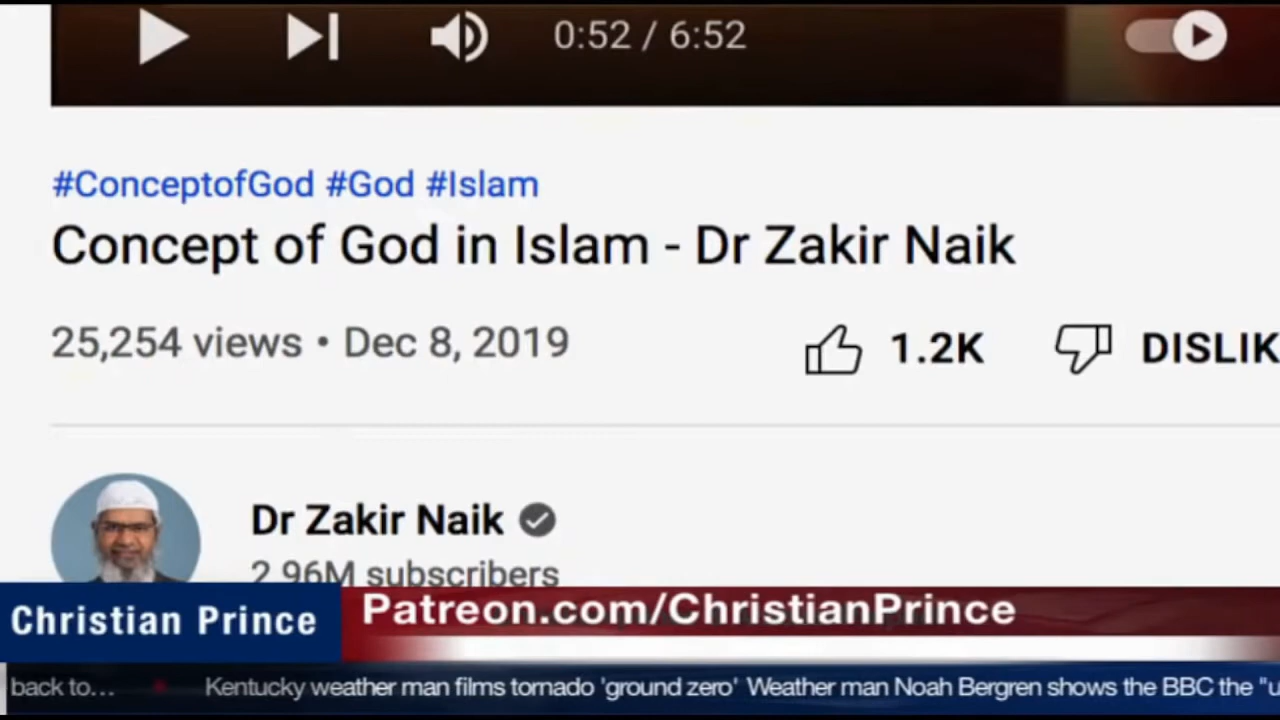 0:52 / 6:52
#ConceptofGod #God #Islam
Concept of God in Islam - Dr Zakir Naik
25,254 views • Dec 8, 2019
1.2K
DISLIK
Dr Zakir Naik
2.96M subscribers
Christian Prince
Patreon.com/ChristianPrince
back to... • Kentucky weather man films tornado 'ground zero' Weather man Noah Bergren shows the BBC the "u